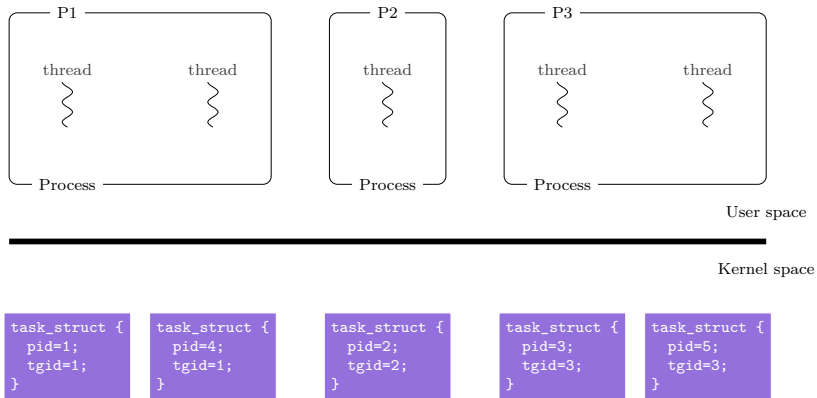 P1
P2
P3
thread
thread
thread
thread
thread
Process
Process
Process
User space
Kernel space
task_struct {
  pid=1;
  tgid=1;
}
task_struct {
  pid=4;
  tgid=1;
}
task_struct {
  pid=2;
  tgid=2;
}
task_struct {
  pid=3;
  tgid=3;
}
task_struct {
  pid=5;
  tgid=3;
}